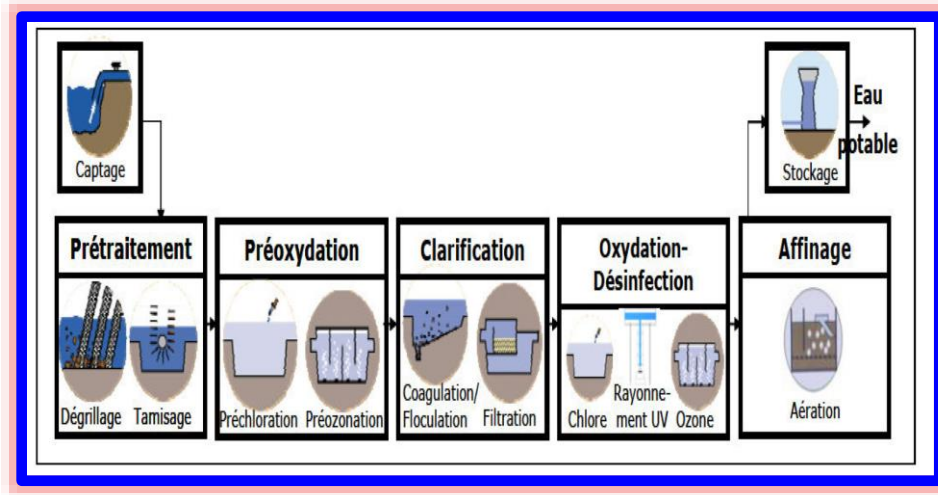 Captage
Stockage
Eau
potable
Prétraitement
Dégrillage
Tamisage
Préoxydation
Préchloration
Préozonation
Clarification
Coagulation/
Floculation
Filtration
Oxydation-
Désinfection
Chlore
Rayonne-
ment UV
Ozone
Affinage
Aération